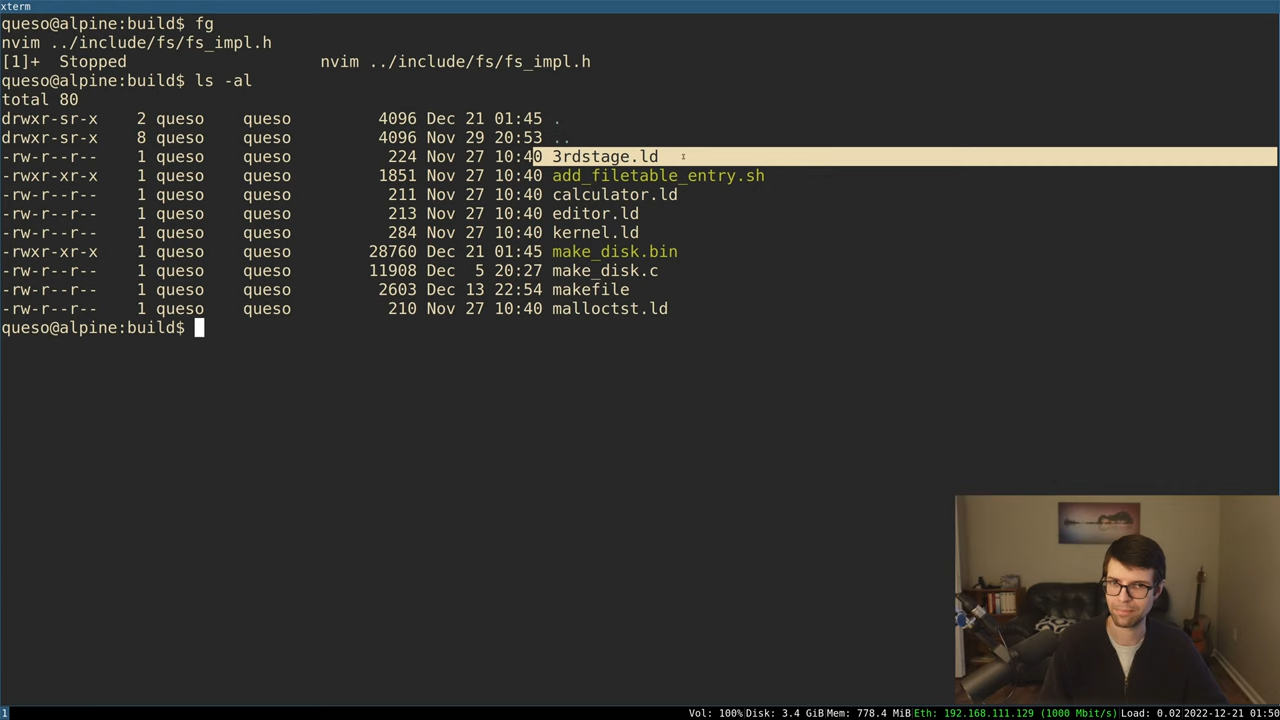 xterm
queso@alpine:build$ fg
nvim ../include/fs/fs_impl.h
[1]+  Stopped                    nvim ../include/fs/fs_impl.h
queso@alpine:build$ ls -al
total 80
drwxr-sr-x    2 queso    queso         4096 Dec 21 01:45 .
drwxr-sr-x    8 queso    queso         4096 Nov 29 20:53 ..
-rw-r--r--    1 queso    queso          224 Nov 27 10:40 3rdstage.ld
-rwxr-xr-x    1 queso    queso         1851 Nov 27 10:40 add_filetable_entry.sh
-rw-r--r--    1 queso    queso          211 Nov 27 10:40 calculator.ld
-rw-r--r--    1 queso    queso          213 Nov 27 10:40 editor.ld
-rw-r--r--    1 queso    queso          284 Nov 27 10:40 kernel.ld
-rwxr-xr-x    1 queso    queso        28760 Dec 21 01:45 make_disk.bin
-rw-r--r--    1 queso    queso        11908 Dec  5 20:27 make_disk.c
-rw-r--r--    1 queso    queso         2603 Dec 13 22:54 makefile
-rw-r--r--    1 queso    queso          210 Nov 27 10:40 malloctst.ld
queso@alpine:build$
1 Vol: 100% Disk: 3.4 GiB Mem: 778.4 MiB Eth: 192.168.111.129 (1000 Mbit/s) Load: 0.02 2022-12-21 01:50